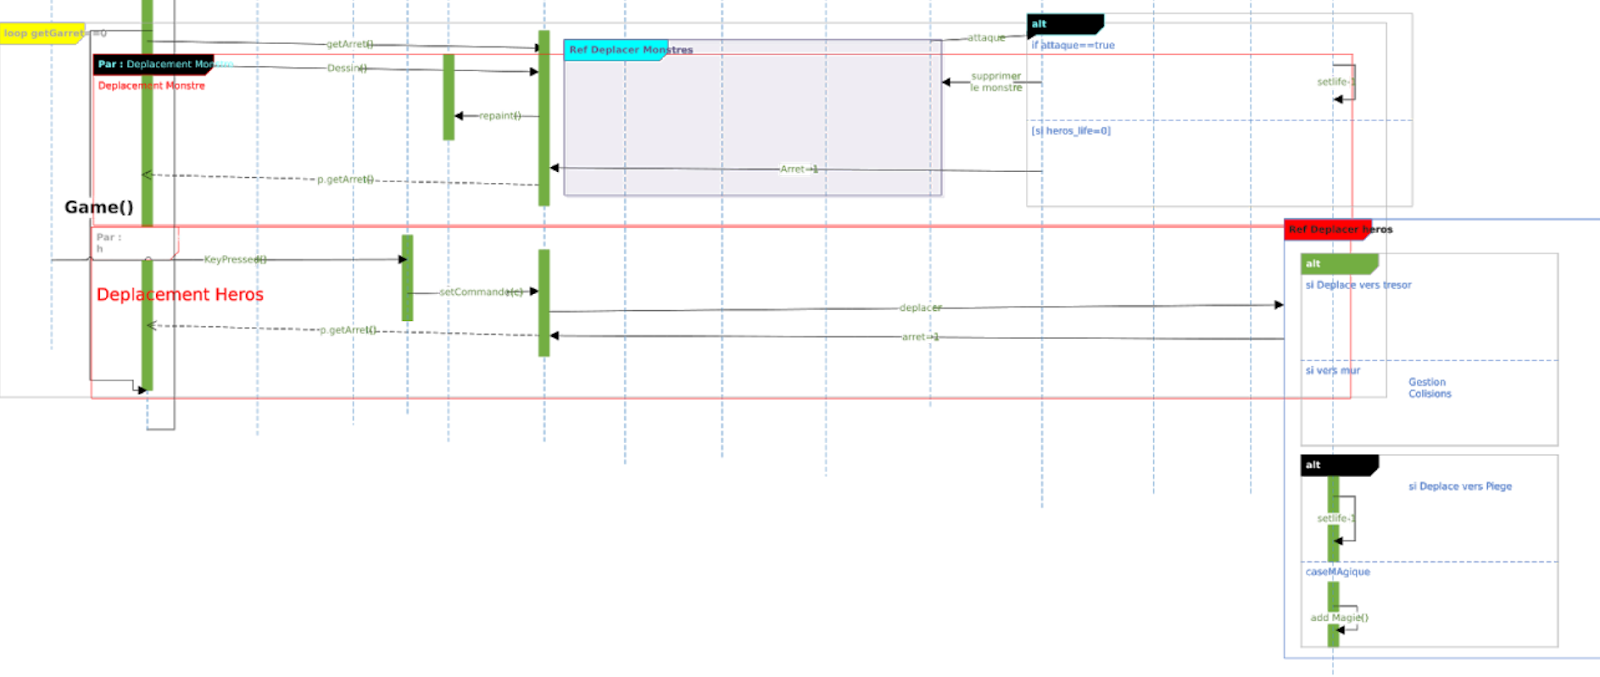 alt
loop getGarret==0
attaque
getArret()
if attaque==true
Ref Deplacer Monstres
Par : Deplacement Monstre
Dessin()
supprimer
le monstre
setlife-1
Deplacement Monstre
repaint()
[si heros_life=0]
Arret=1
p.getArret()
Game()
Ref Deplacer heros
Par :
h
KeyPressed()
alt
si Deplace vers tresor
Deplacement Heros
setCommande(c)
deplacer
p.getArret()
arret=1
si vers mur
Gestion
Colisions
alt
si Deplace vers Piege
setlife-1
caseMAgique
add Magie()